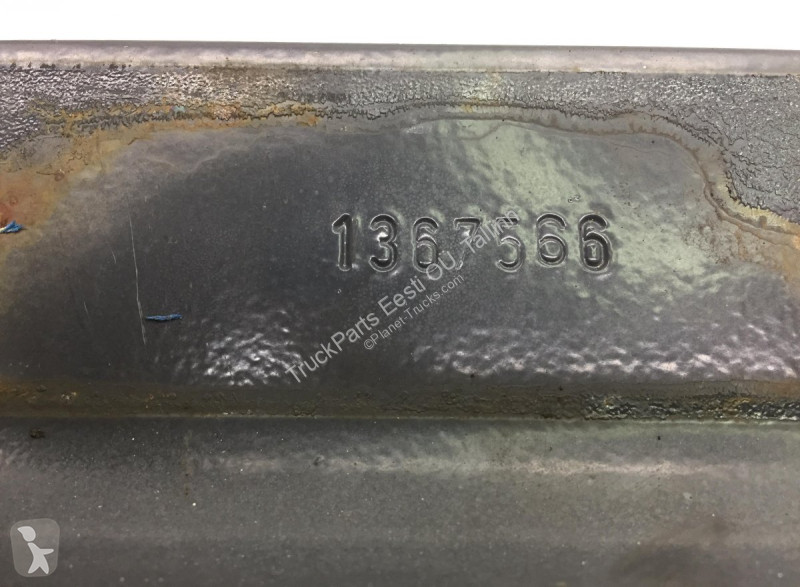 1367566
TruckParts Eesti OÜ, Tallinn
©Planet-Trucks.com